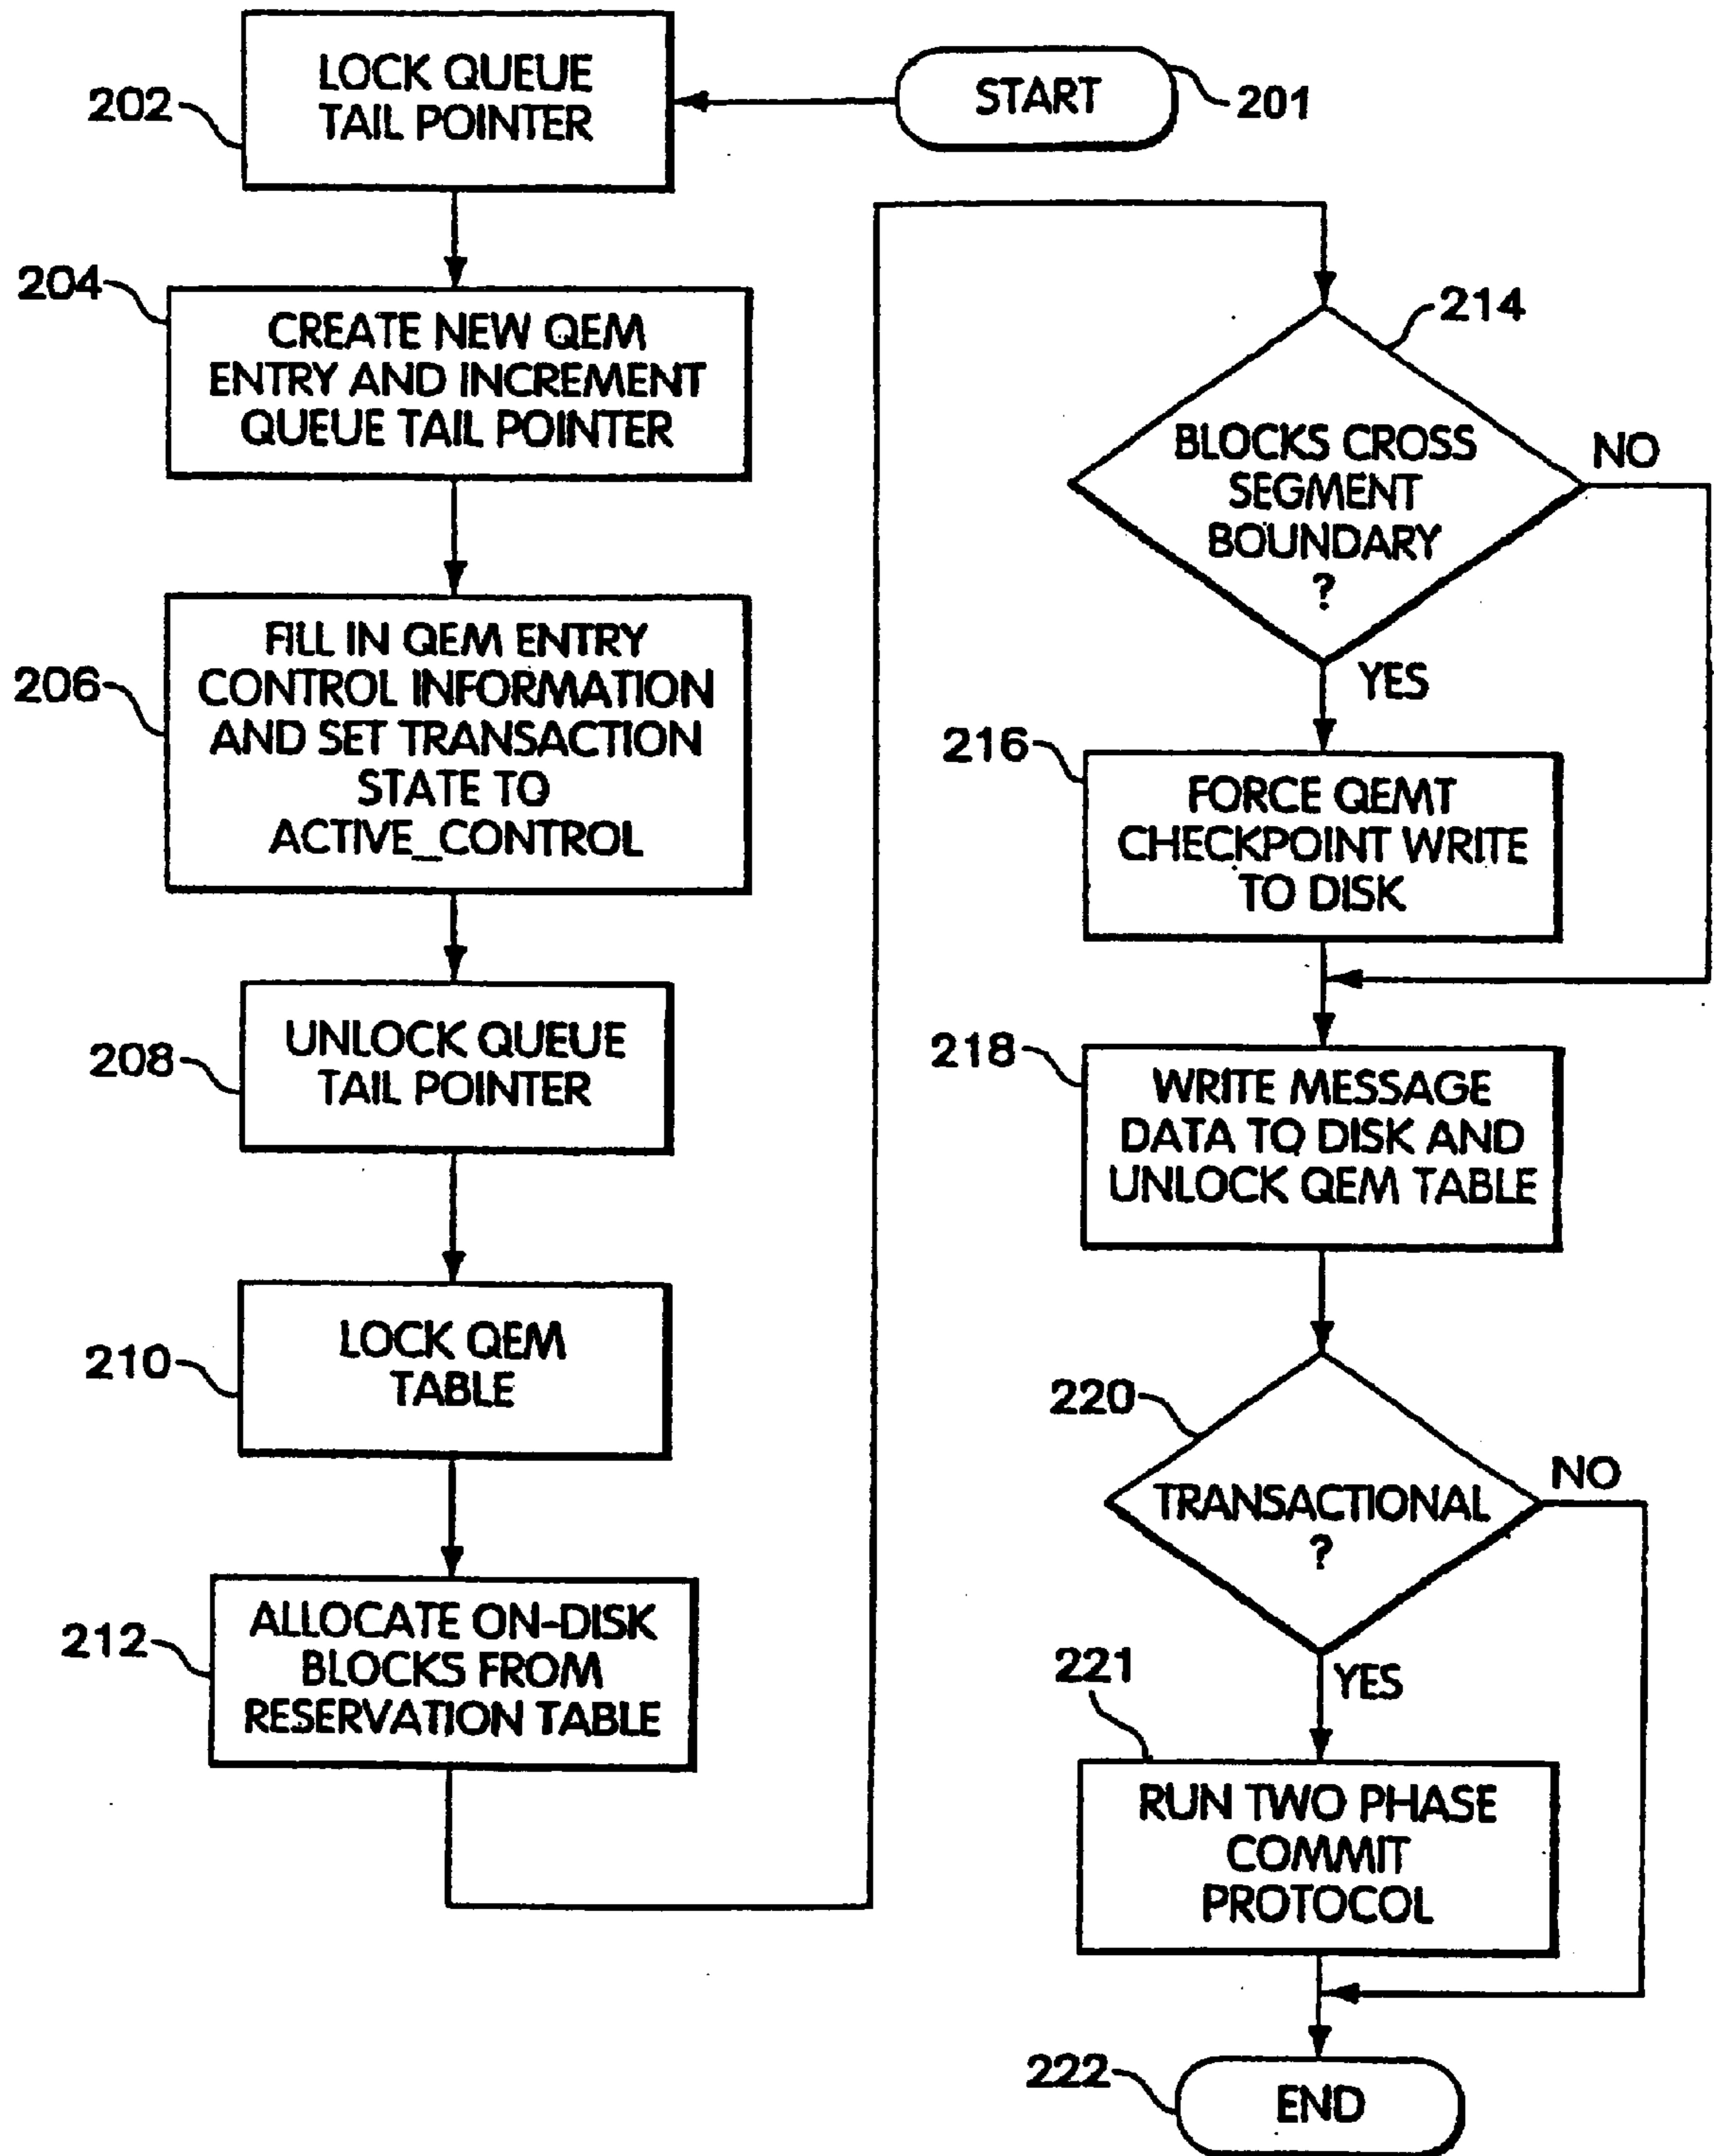 START
201
LOCK QUEUE
TAIL POINTER
202
204
CREATE NEW QEM
ENTRY AND INCREMENT
QUEUE TAIL POINTER
206
FILL IN QEM ENTRY
CONTROL INFORMATION
AND SET TRANSACTION
STATE TO
ACTIVE_CONTROL
208
UNLOCK QUEUE
TAIL POINTER
210
LOCK QEM
TABLE
212
ALLOCATE ON-DISK
BLOCKS FROM
RESERVATION TABLE
214
BLOCKS CROSS
SEGMENT
BOUNDARY
?
NO
YES
216
FORCE QEMT
CHECKPOINT WRITE
TO DISK
218
WRITE MESSAGE
DATA TO DISK AND
UNLOCK QEM TABLE
220
TRANSACTIONAL
?
NO
YES
221
RUN TWO PHASE
COMMIT
PROTOCOL
222
END